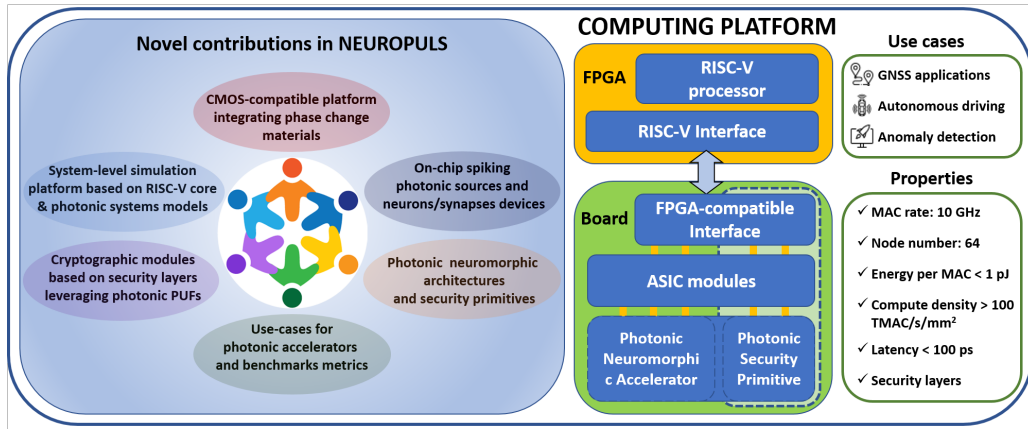 Novel contributions in NEUROPULS
CMOS-compatible platform
integrating phase change
materials
System-level simulation
platform based on RISC-V core
& photonic systems models
On-chip spiking
photonic sources and
neurons/synapses devices
Cryptographic modules
based on security layers
leveraging photonic PUFs
Photonic neuromorphic
architectures
and security primitives
Use-cases for
photonic accelerators
and benchmarks metrics
COMPUTING PLATFORM
FPGA
RISC-V
processor
RISC-V Interface
Board
FPGA-compatible
Interface
ASIC modules
Photonic
Neuromorphi
c Accelerator
Photonic
Security
Primitive
Use cases
GNSS applications
Autonomous driving
Anomaly detection
Properties
✓ MAC rate: 10 GHz
✓ Node number: 64
✓ Energy per MAC < 1 pJ
✓ Compute density > 100
TMAC/s/mm²
✓ Latency < 100 ps
✓ Security layers